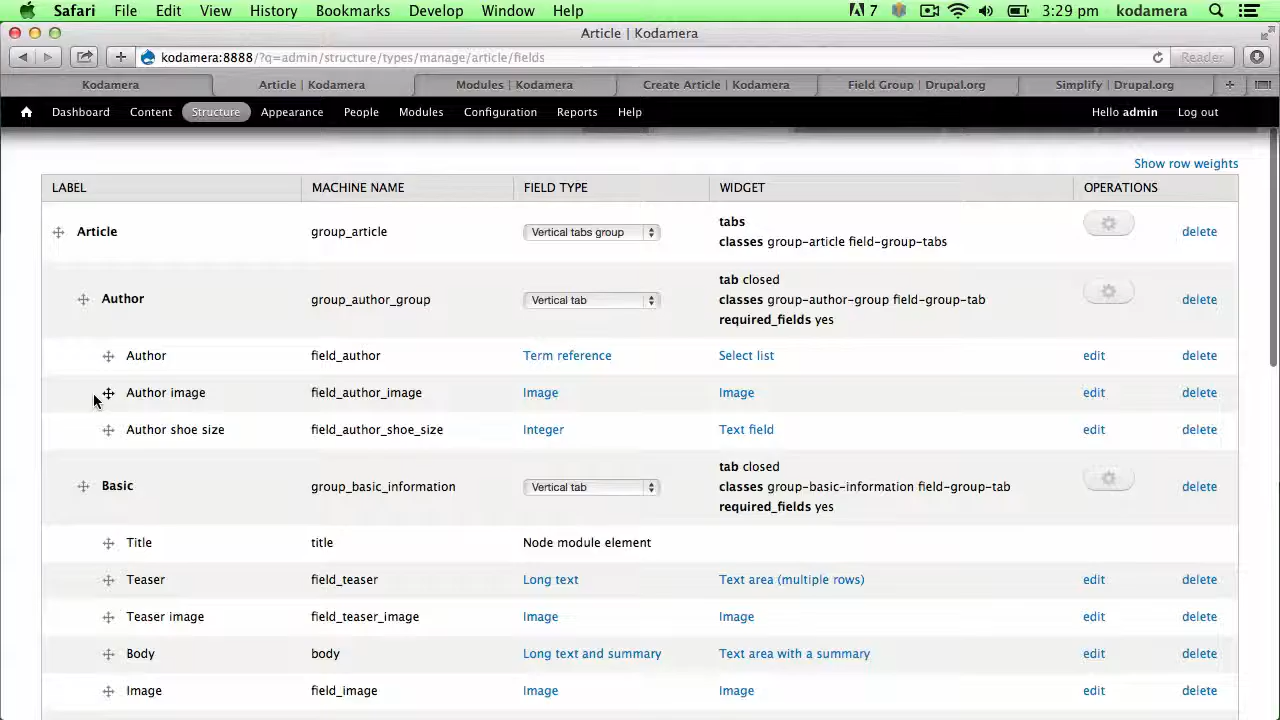 Safari File Edit View History Bookmarks Develop Window Help 7 3:29 pm kodamera
Article | Kodamera
kodamera:8888/?q=admin/structure/types/manage/article/fields Reader
Kodamera Article | Kodamera Modules | Kodamera Create Article | Kodamera Field Group | Drupal.org Simplify | Drupal.org
Dashboard Content Structure Appearance People Modules Configuration Reports Help Hello admin Log out
Show row weights
LABEL MACHINE NAME FIELD TYPE WIDGET OPERATIONS
Article group_article Vertical tabs group tabs delete
classes group-article field-group-tabs
Author group_author_group Vertical tab tab closed delete
classes group-author-group field-group-tab
required_fields yes
Author field_author Term reference Select list edit delete
Author image field_author_image Image Image edit delete
Author shoe size field_author_shoe_size Integer Text field edit delete
Basic group_basic_information Vertical tab tab closed delete
classes group-basic-information field-group-tab
required_fields yes
Title title Node module element
Teaser field_teaser Long text Text area (multiple rows) edit delete
Teaser image field_teaser_image Image Image edit delete
Body body Long text and summary Text area with a summary edit delete
Image field_image Image Image edit delete